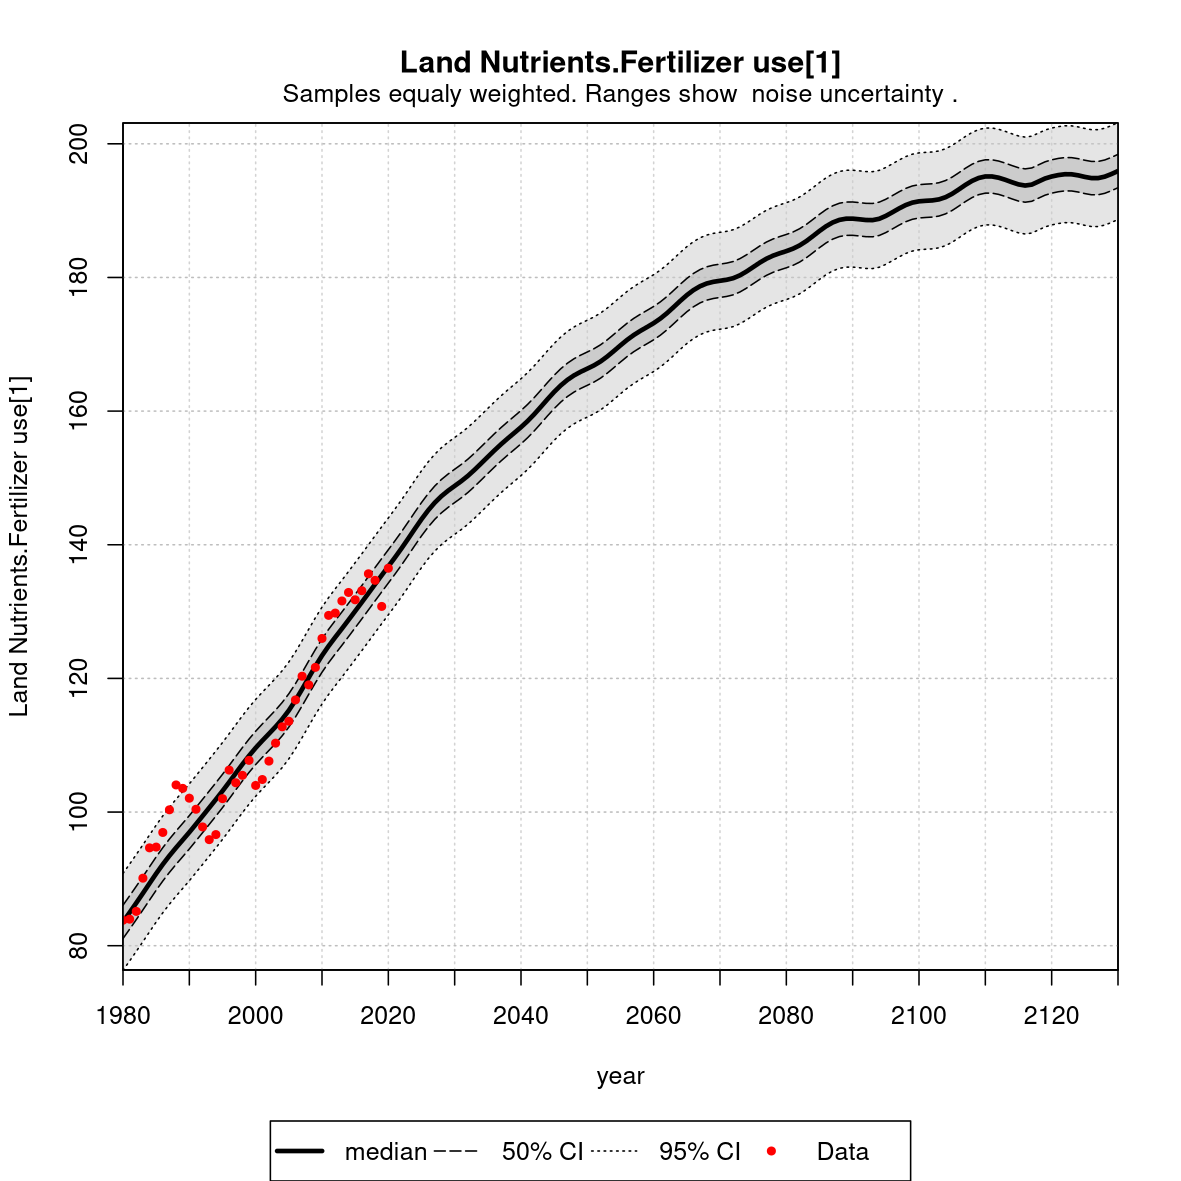 Land Nutrients.Fertilizer use[1]
Samples equaly weighted. Ranges show  noise uncertainty .
Land Nutrients.Fertilizer use[1]
200
180
160
140
120
100
80
1980 2000 2020 2040 2060 2080 2100 2120
year
median 50% CI 95% CI Data